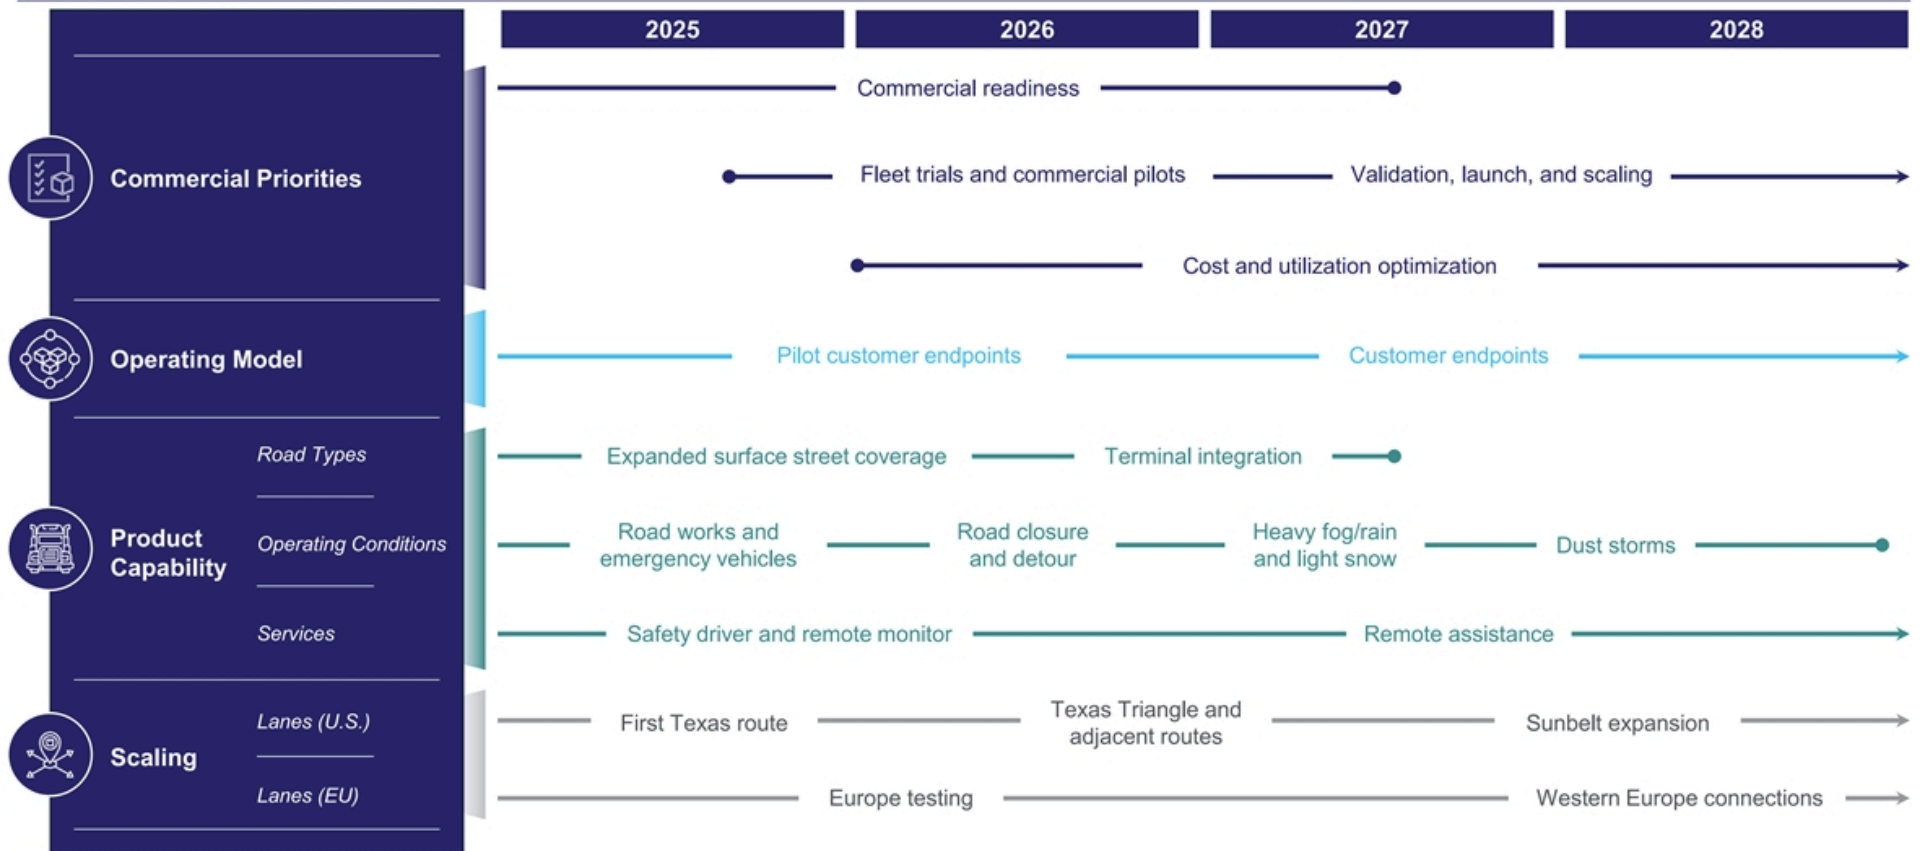 2025
2026
2027
2028
Commercial Priorities
Commercial readiness
Fleet trials and commercial pilots
Validation, launch, and scaling
Cost and utilization optimization
Operating Model
Pilot customer endpoints
Customer endpoints
Product
Capability
Road Types
Expanded surface street coverage
Terminal integration
Operating Conditions
Road works and
emergency vehicles
Road closure
and detour
Heavy fog/rain
and light snow
Dust storms
Services
Safety driver and remote monitor
Remote assistance
Scaling
Lanes (U.S.)
First Texas route
Texas Triangle and
adjacent routes
Sunbelt expansion
Lanes (EU)
Europe testing
Western Europe connections